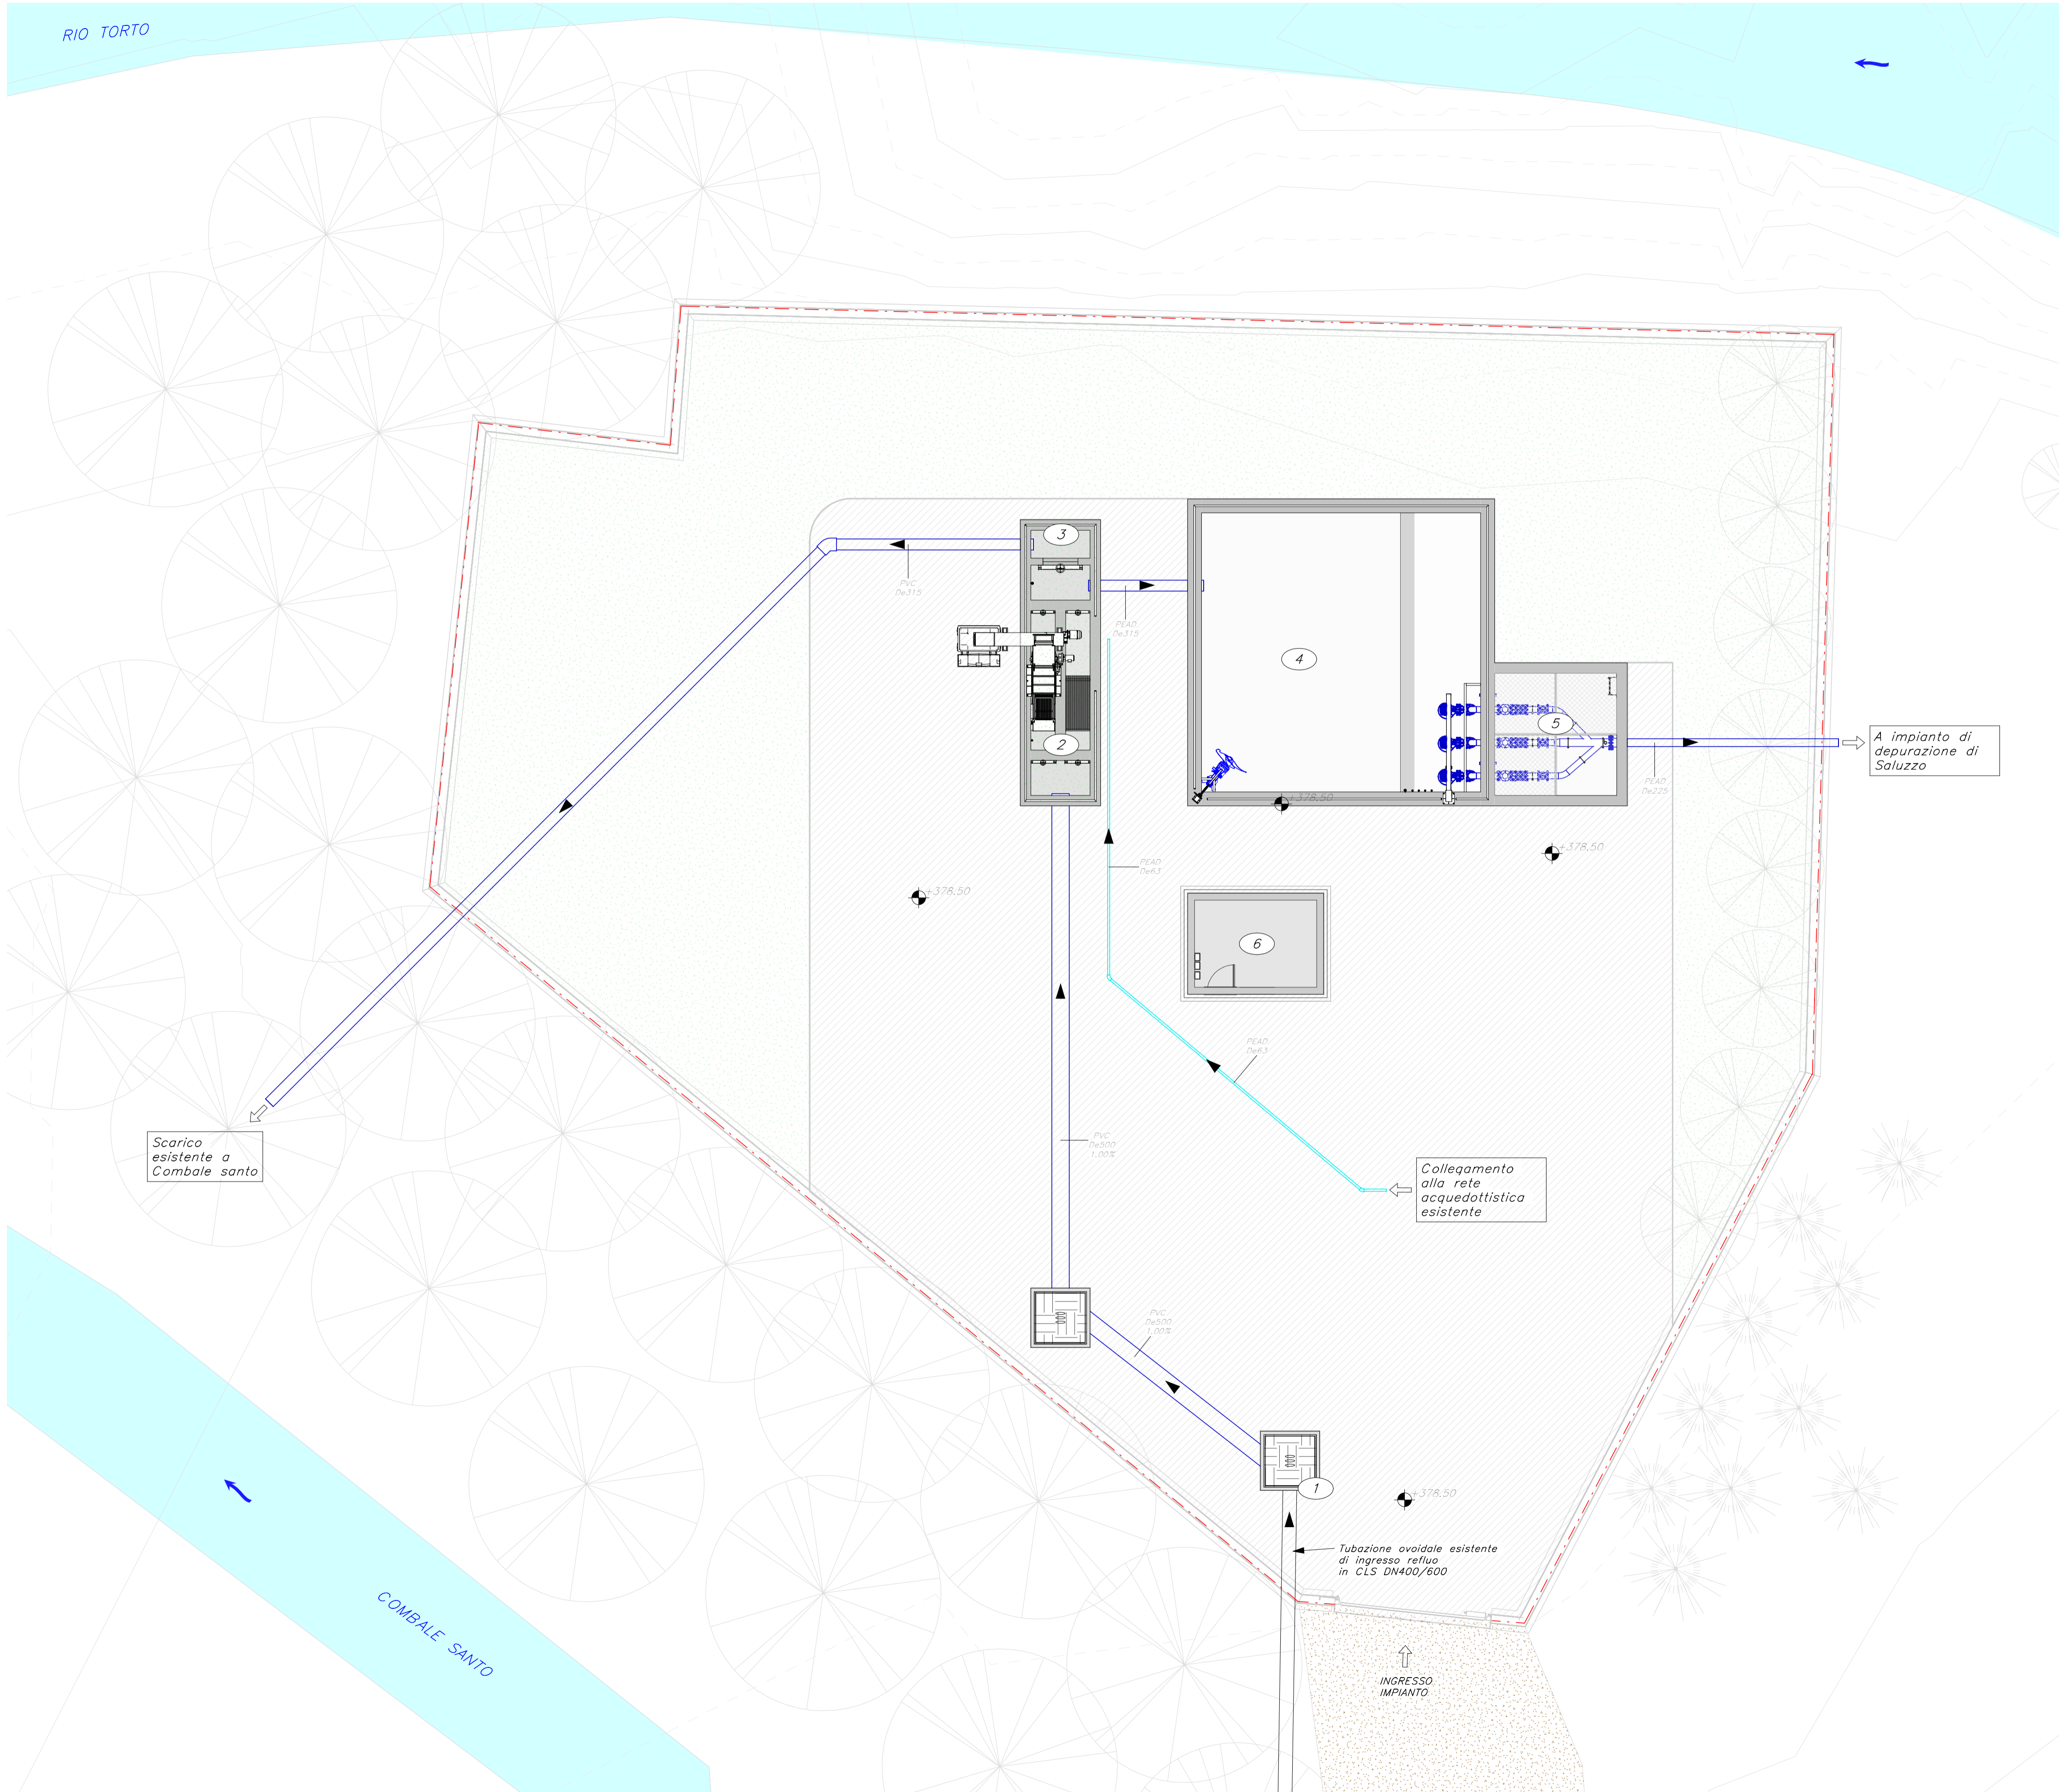 RIO TORTO
3
PVC
De315
PEAD
De315
4
5
2
A impianto di
depurazione di
Saluzzo
PEAD
De225
+378.50
+378.50
PEAD
De63
+378.50
6
PEAD
De63
Scarico
esistente a
Combale santo
PVC
De500
1.00%
Collegamento
alla rete
acquedottistica
esistente
PVC
De500
1.00%
1
+378.50
Tubazione ovoidale esistente
di ingresso refluo
in CLS DN400/600
COMBALE SANTO
INGRESSO
IMPIANTO